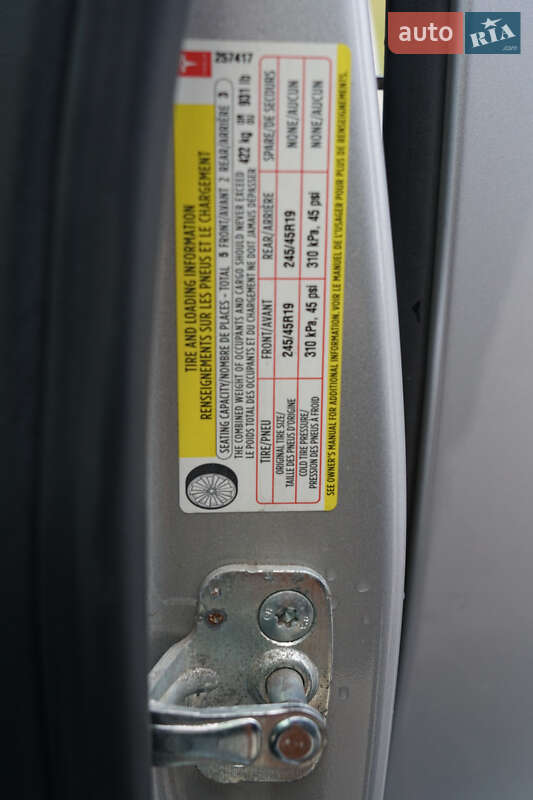 257417
TIRE AND LOADING INFORMATION
RENSEIGNEMENTS SUR LES PNEUS ET LE CHARGEMENT
SEATING CAPACITY/NOMBRE DE PLACES - TOTAL 5 FRONT/AVANT 2 REAR/ARRIÈRE 3
THE COMBINED WEIGHT OF OCCUPANTS AND CARGO SHOULD NEVER EXCEED
LE POIDS TOTAL DES OCCUPANTS ET DU CHARGEMENT NE DOIT JAMAIS DÉPASSER
422 kg OR OU 931 lb
TIRE/PNEU FRONT/AVANT REAR/ARRIÈRE SPARE/DE SECOURS
ORIGINAL TIRE SIZE/
TAILLE DES PNEUS D'ORIGINE
245/45R19 245/45R19 NONE/AUCUN
COLD TIRE PRESSURE/
PRESSION DES PNEUS À FROID
310 kPa, 45 psi 310 kPa, 45 psi NONE/AUCUN
SEE OWNER'S MANUAL FOR ADDITIONAL INFORMATION. VOIR LE MANUEL DE L'USAGER POUR PLUS DE RENSEIGNEMENTS.
auto RIA
.com